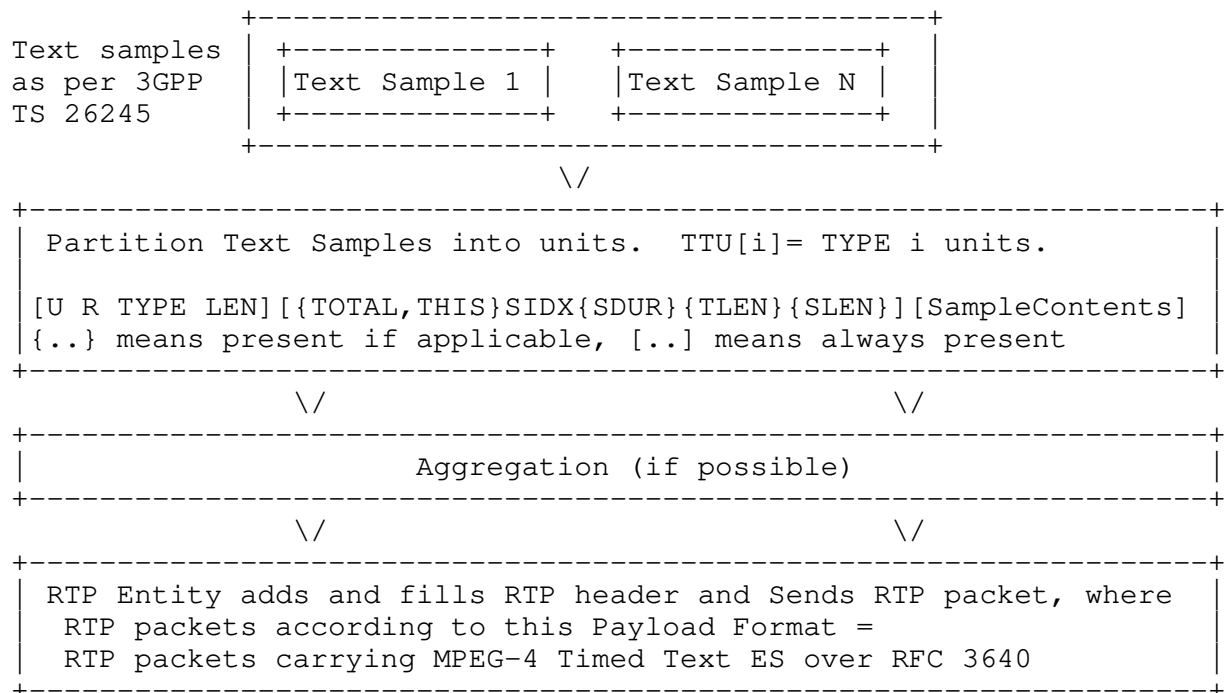 +--------------------------------------+
Text samples | +--------------+   +--------------+  |
as per 3GPP  | |Text Sample 1 |   |Text Sample N |  |
TS 26245     | +--------------+   +--------------+  |
+--------------------------------------+
\/
+-------------------------------------------------------------------+
| Partition Text Samples into units.  TTU[i]= TYPE i units.         |
|                                                                   |
|[U R TYPE LEN][{TOTAL,THIS}SIDX{SDUR}{TLEN}{SLEN}][SampleContents] |
|{..} means present if applicable, [..] means always present        |
+-------------------------------------------------------------------+
\/                                \/
+-------------------------------------------------------------------+
|                      Aggregation (if possible)                    |
+-------------------------------------------------------------------+
\/                                \/
+-------------------------------------------------------------------+
| RTP Entity adds and fills RTP header and Sends RTP packet, where  |
|  RTP packets according to this Payload Format =                   |
|  RTP packets carrying MPEG-4 Timed Text ES over RFC 3640          |
+-------------------------------------------------------------------+